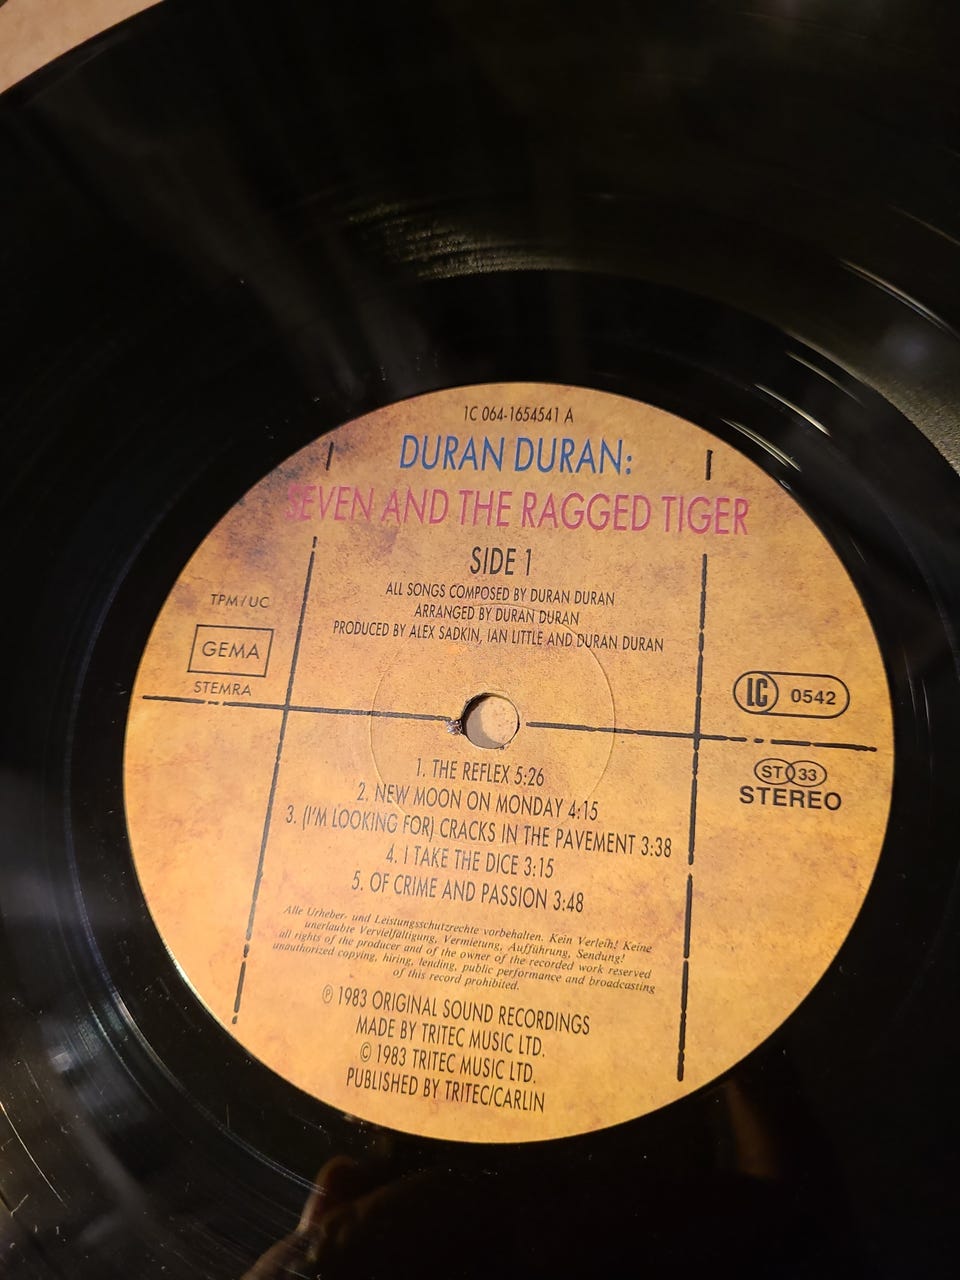 1C 064-1654541 A
DURAN DURAN:
SEVEN AND THE RAGGED TIGER
SIDE 1
ALL SONGS COMPOSED BY DURAN DURAN
ARRANGED BY DURAN DURAN
PRODUCED BY ALEX SADKIN, IAN LITTLE AND DURAN DURAN
TPM/UC
GEMA
STEMRA
LC 0542
ST 33
STEREO
1. THE REFLEX 5:26
2. NEW MOON ON MONDAY 4:15
3. (I'M LOOKING FOR) CRACKS IN THE PAVEMENT 3:38
4. I TAKE THE DICE 3:15
5. OF CRIME AND PASSION 3:48
Alle Urheber- und Leistungsschutzrechte vorbehalten. Kein Verleih! Keine
unerlaubte Vervielfältigung, Vermietung, Aufführung, Sendung!
all rights of the producer and of the owner of the recorded work reserved
unauthorized copying, hiring, lending, public performance and broadcasting
of this record prohibited.
℗ 1983 ORIGINAL SOUND RECORDINGS
MADE BY TRITEC MUSIC LTD.
© 1983 TRITEC MUSIC LTD.
PUBLISHED BY TRITEC/CARLIN